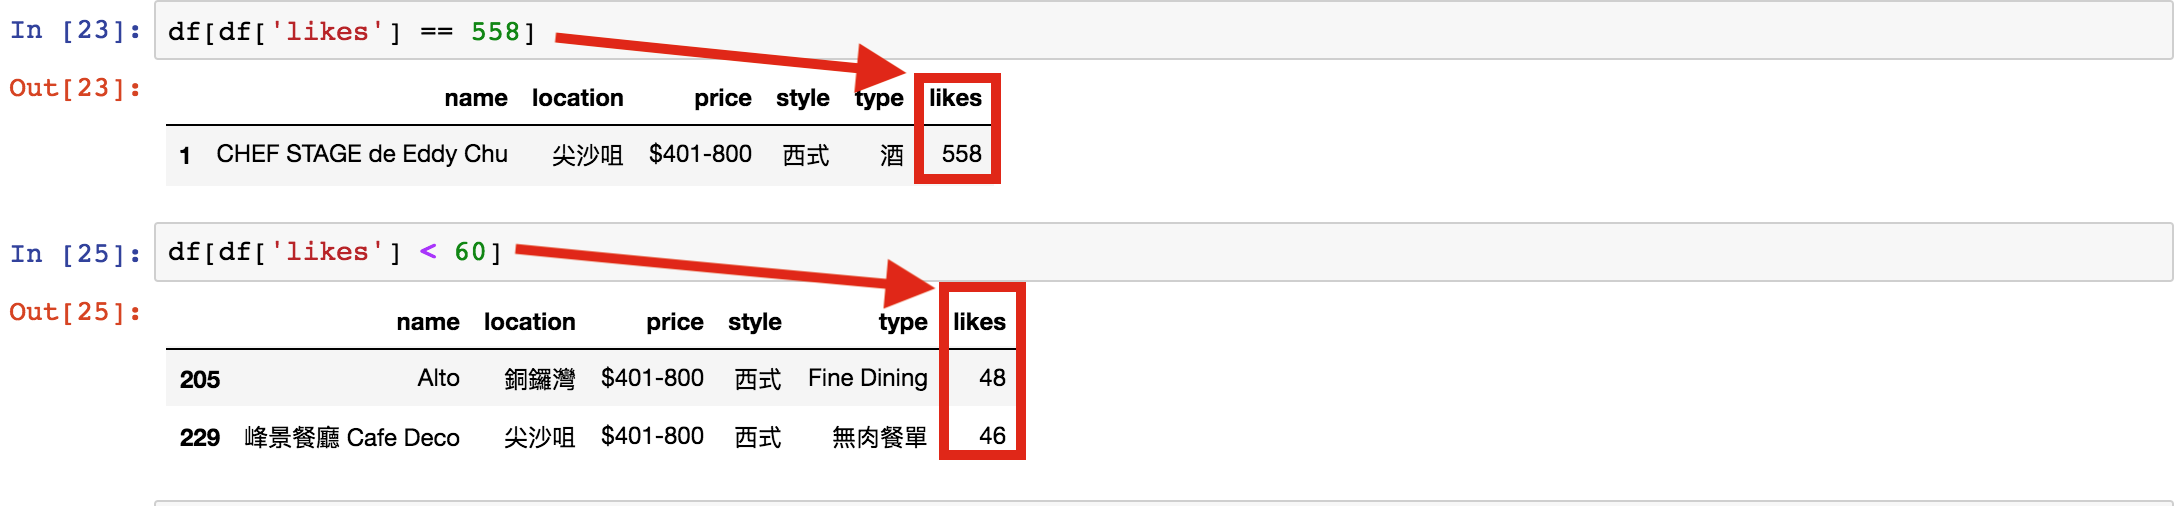 In [23]: df[df['likes'] == 558]
Out[23]:
name location price style type likes
1 CHEF STAGE de Eddy Chu 尖沙咀 $401-800 西式 酒 558
In [25]: df[df['likes'] < 60]
Out[25]:
name location price style type likes
205 Alto 銅鑼灣 $401-800 西式 Fine Dining 48
229 峰景餐廳 Cafe Deco 尖沙咀 $401-800 西式 無肉餐單 46